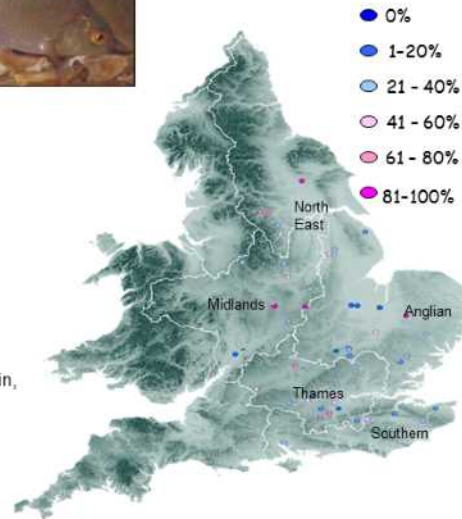 0%
1-20%
21 - 40%
41 - 60%
61 - 80%
81-100%
North
East
Midlands
Anglian
in,
Thames
Southern